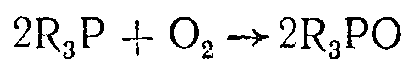 2R₃P + O₂ → 2R₃PO